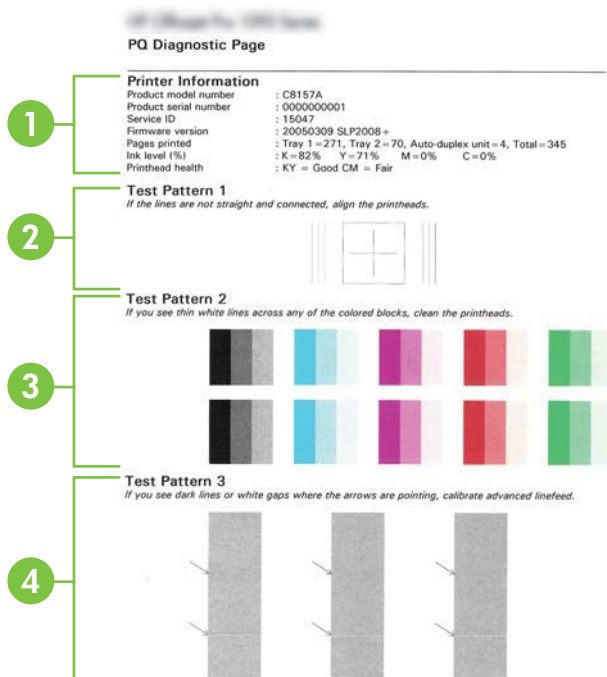 PQ Diagnostic Page
1
Printer Information
Product model number : C8157A
Product serial number : 0000000001
Service ID : 15047
Firmware version : 20050309 SLP2008+
Pages printed : Tray 1=271, Tray 2=70, Auto-duplex unit=4, Total=345
Ink level (%) : K=82% Y=71% M=0% C=0%
Printhead health : KY = Good CM = Fair
2
Test Pattern 1
If the lines are not straight and connected, align the printheads.
3
Test Pattern 2
If you see thin white lines across any of the colored blocks, clean the printheads.
4
Test Pattern 3
If you see dark lines or white gaps where the arrows are pointing, calibrate advanced linefeed.